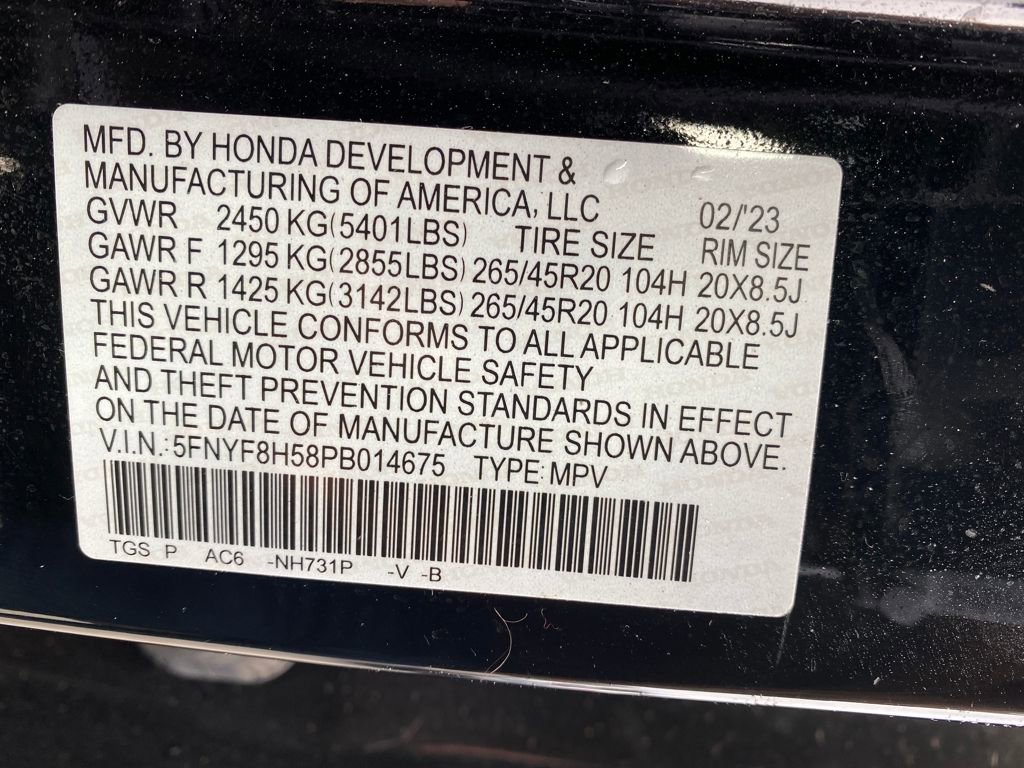 MFD. BY HONDA DEVELOPMENT &
MANUFACTURING OF AMERICA, LLC 02/'23
GVWR 2450 KG(5401LBS) TIRE SIZE RIM SIZE
GAWR F 1295 KG(2855LBS) 265/45R20 104H 20X8.5J
GAWR R 1425 KG(3142LBS) 265/45R20 104H 20X8.5J
THIS VEHICLE CONFORMS TO ALL APPLICABLE
FEDERAL MOTOR VEHICLE SAFETY
AND THEFT PREVENTION STANDARDS IN EFFECT
ON THE DATE OF MANUFACTURE SHOWN ABOVE.
V.I.N.:5FNYF8H58PB014675 TYPE:MPV
TGS P AC6 -NH731P -V -B